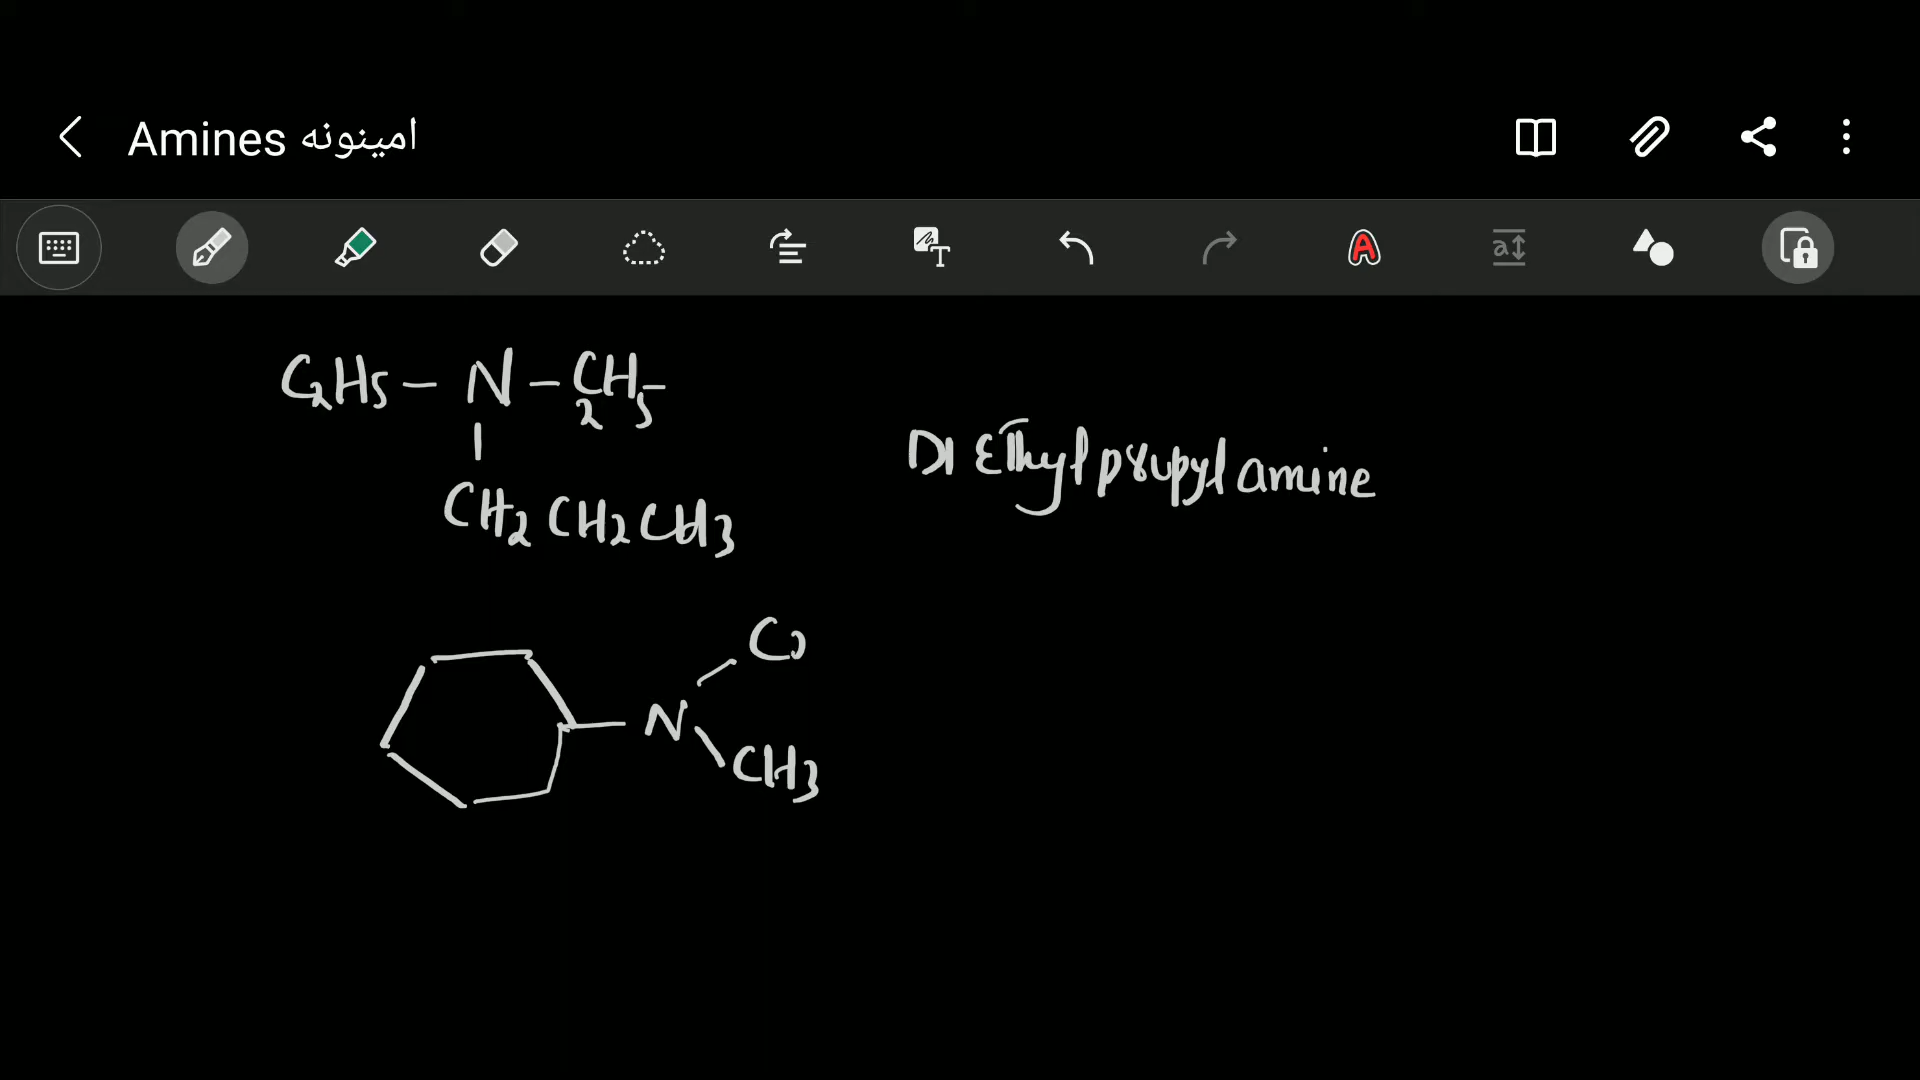 Amines امینونه
C2H5 - N - C2H5
CH2 CH2 CH3
DI Ethyl propyl amine
N
CH3